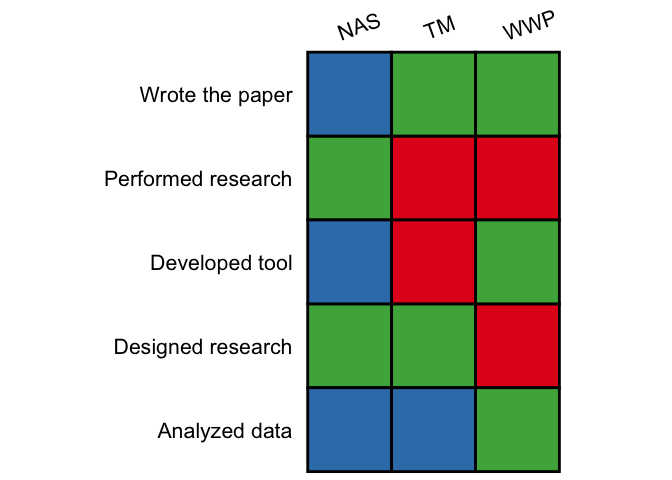 NAS TM WWP
Wrote the paper
Performed research
Developed tool
Designed research
Analyzed data